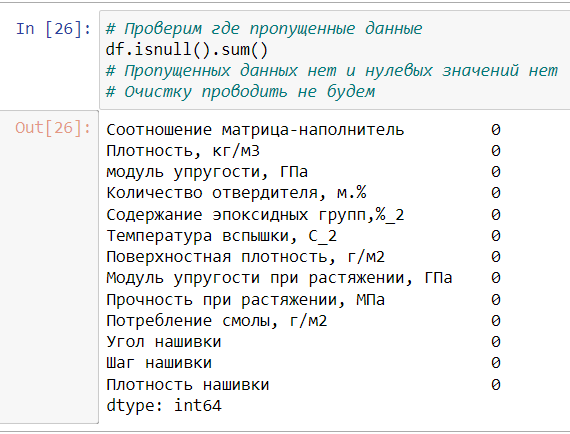 In [26]: # Проверим где пропущенные данные
df.isnull().sum()
# Пропущенных данных нет и нулевых значений нет
# Очистку проводить не будем
Out[26]: Соотношение матрица-наполнитель 0
Плотность, кг/м3 0
модуль упругости, ГПа 0
Количество отвердителя, м.% 0
Содержание эпоксидных групп,%_2 0
Температура вспышки, С_2 0
Поверхностная плотность, г/м2 0
Модуль упругости при растяжении, ГПа 0
Прочность при растяжении, МПа 0
Потребление смолы, г/м2 0
Угол нашивки 0
Шаг нашивки 0
Плотность нашивки 0
dtype: int64